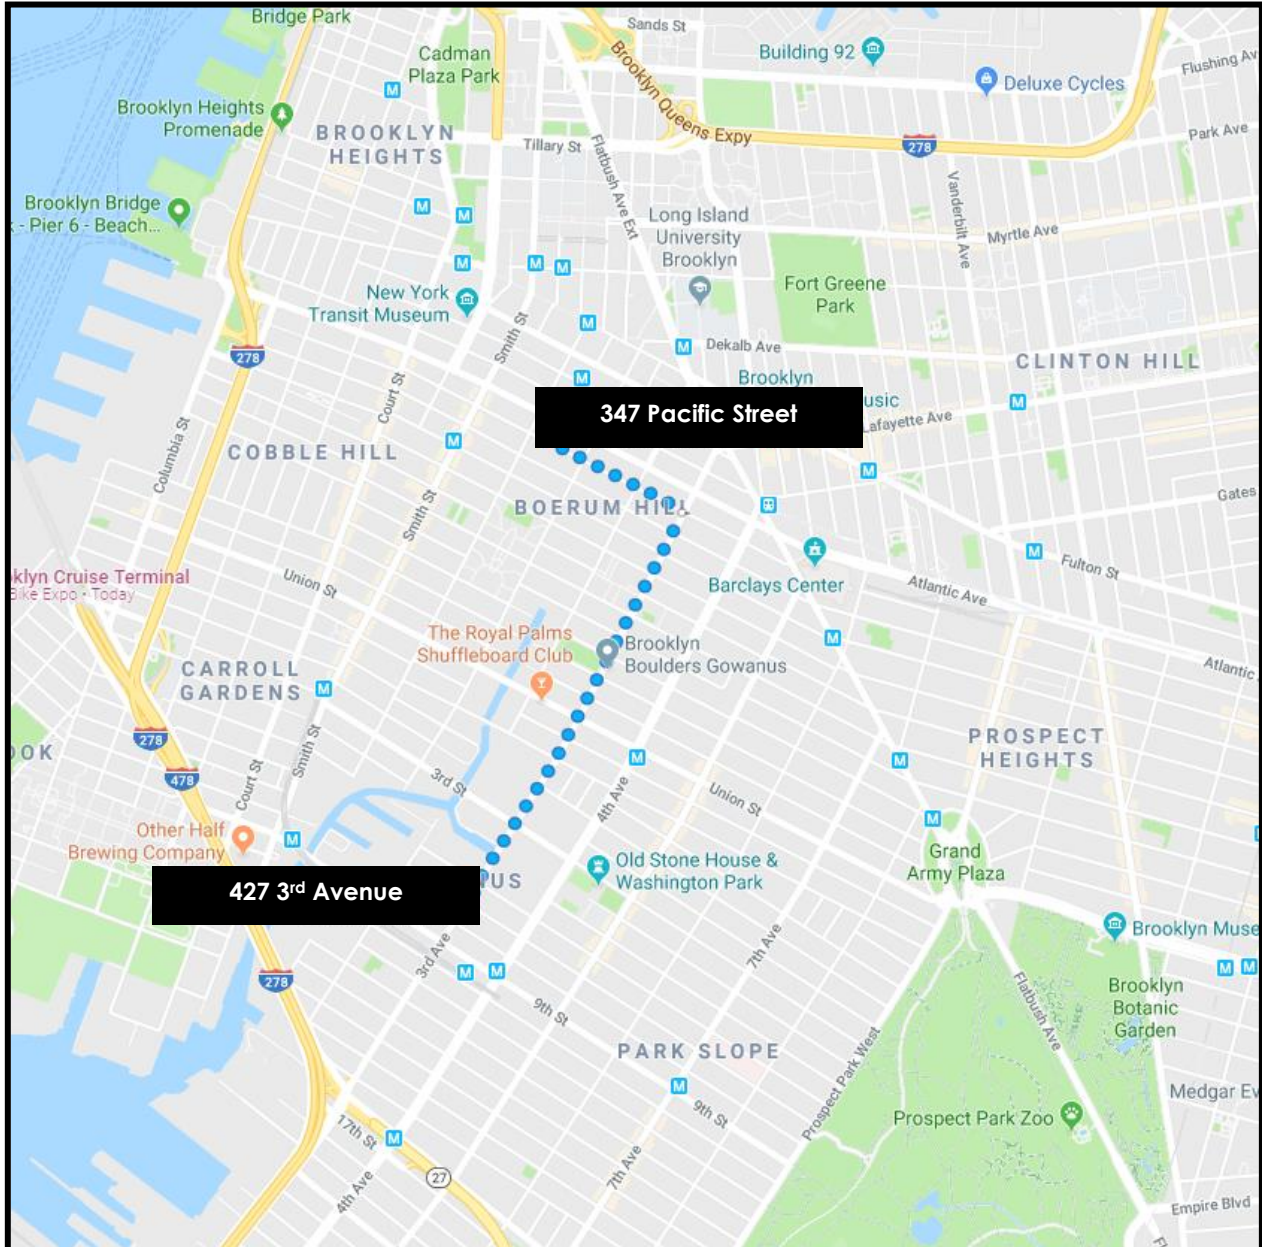 Bridge Park
Sands St
Cadman
Plaza Park
Building 92
Flushing Av
Deluxe Cycles
Brooklyn Queens Expy
Brooklyn Heights
Promenade
BROOKLYN
HEIGHTS
Tillary St
278
Park Ave
Flatbush Ave Ext
Vanderbilt Ave
Brooklyn Bridge
- Pier 6 - Beach...
Long Island
University
Brooklyn
Myrtle Ave
New York
Transit Museum
Fort Greene
Park
Smith St
278
Dekalb Ave
CLINTON HILL
Court St
Brooklyn
usic
347 Pacific Street
Lafayette Ave
Columbia St
COBBLE HILL
Smith St
BOERUM HILL
Gates
Fulton St
klyn Cruise Terminal
Bike Expo - Today
Union St
Barclays Center
Atlantic Ave
The Royal Palms
Shuffleboard Club
Brooklyn
Boulders Gowanus
CARROLL
GARDENS
Atlantic
278
OOK
Smith St
PROSPECT
HEIGHTS
478
Court St
3rd St
4th Ave
Union St
Other Half
Brewing Company
Old Stone House &
Washington Park
Grand
Army Plaza
427 3rd Avenue
US
3rd Ave
7th Ave
Brooklyn Muse
278
9th St
Flatbush Ave
Brooklyn
Botanic
Garden
PARK SLOPE
Prospect Park West
Medgar Ev
9th St
Prospect Park Zoo
17th St
27
4th Ave
7th Ave
Empire Blvd
Fl